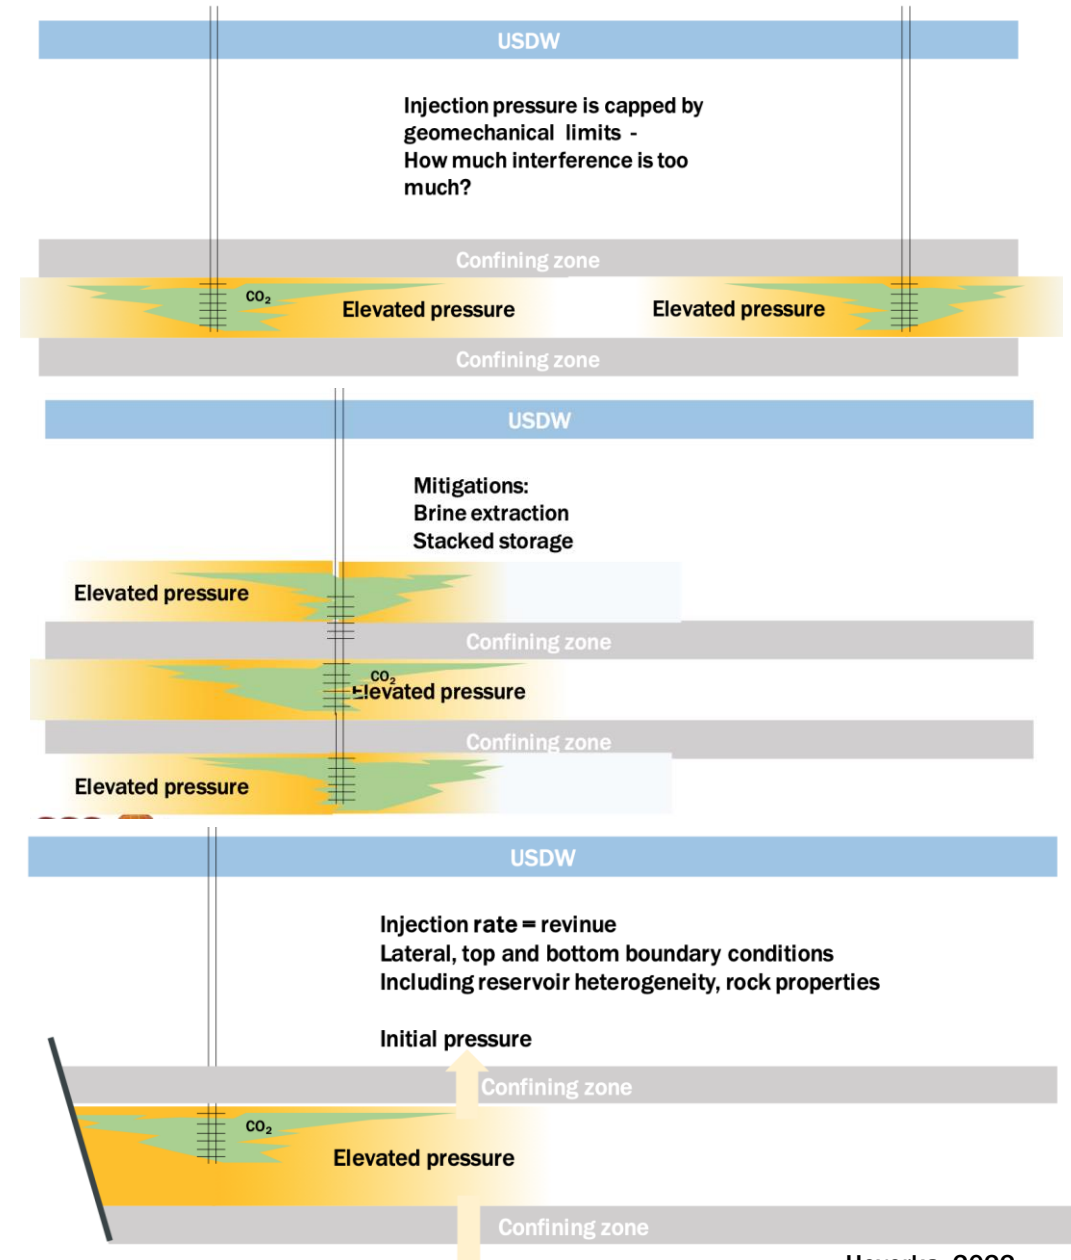 USDW
Injection pressure is capped by
geomechanical limits -
How much interference is too
much?
Confining zone
CO₂
Elevated pressure
Elevated pressure
Confining zone
USDW
Mitigations:
Brine extraction
Stacked storage
Elevated pressure
Confining zone
CO₂
Elevated pressure
Confining zone
Elevated pressure
USDW
Injection rate = revinue
Lateral, top and bottom boundary conditions
Including reservoir heterogeneity, rock properties
Initial pressure
Confining zone
CO₂
Elevated pressure
Confining zone